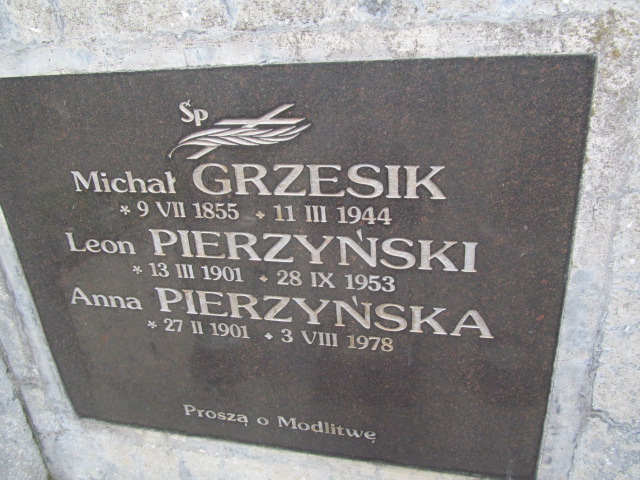 Śp
Michał GRZESIK
* 9 VII 1855 + 11 III 1944
Leon PIERZYŃSKI
* 13 III 1901 + 28 IX 1953
Anna PIERZYŃSKA
* 27 II 1901 + 3 VIII 1978
Proszą o Modlitwę